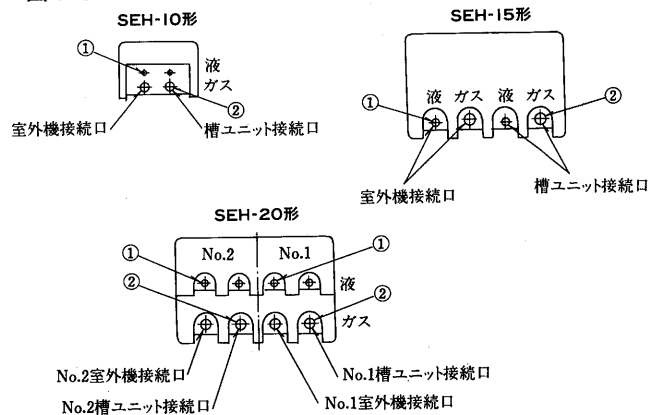 SEH-10形
①
液
ガス
②
室外機接続口
槽ユニット接続口
SEH-15形
①
液 ガス 液 ガス
②
室外機接続口
槽ユニット接続口
SEH-20形
① No.2 No.1 ①
液
② ②
ガス
No.2室外機接続口
No.1槽ユニット接続口
No.2槽ユニット接続口
No.1室外機接続口